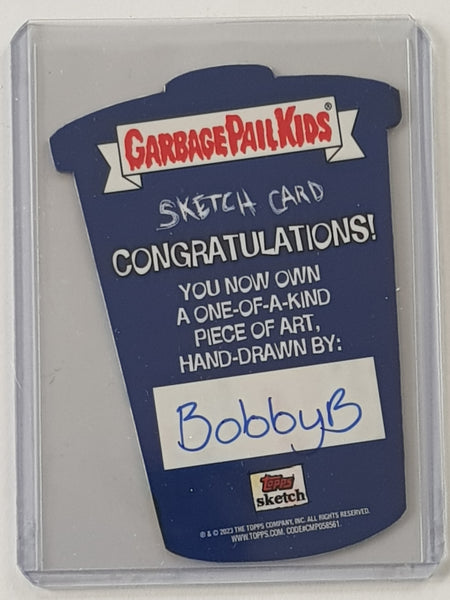 GARBAGE PAIL KIDS®
SKETCH CARD
CONGRATULATIONS!
YOU NOW OWN
A ONE-OF-A-KIND
PIECE OF ART,
HAND-DRAWN BY:
BobbyB
Topps
sketch
® & © 2023 THE TOPPS COMPANY, INC. ALL RIGHTS RESERVED.
WWW.TOPPS.COM. CODE#CMP058561.